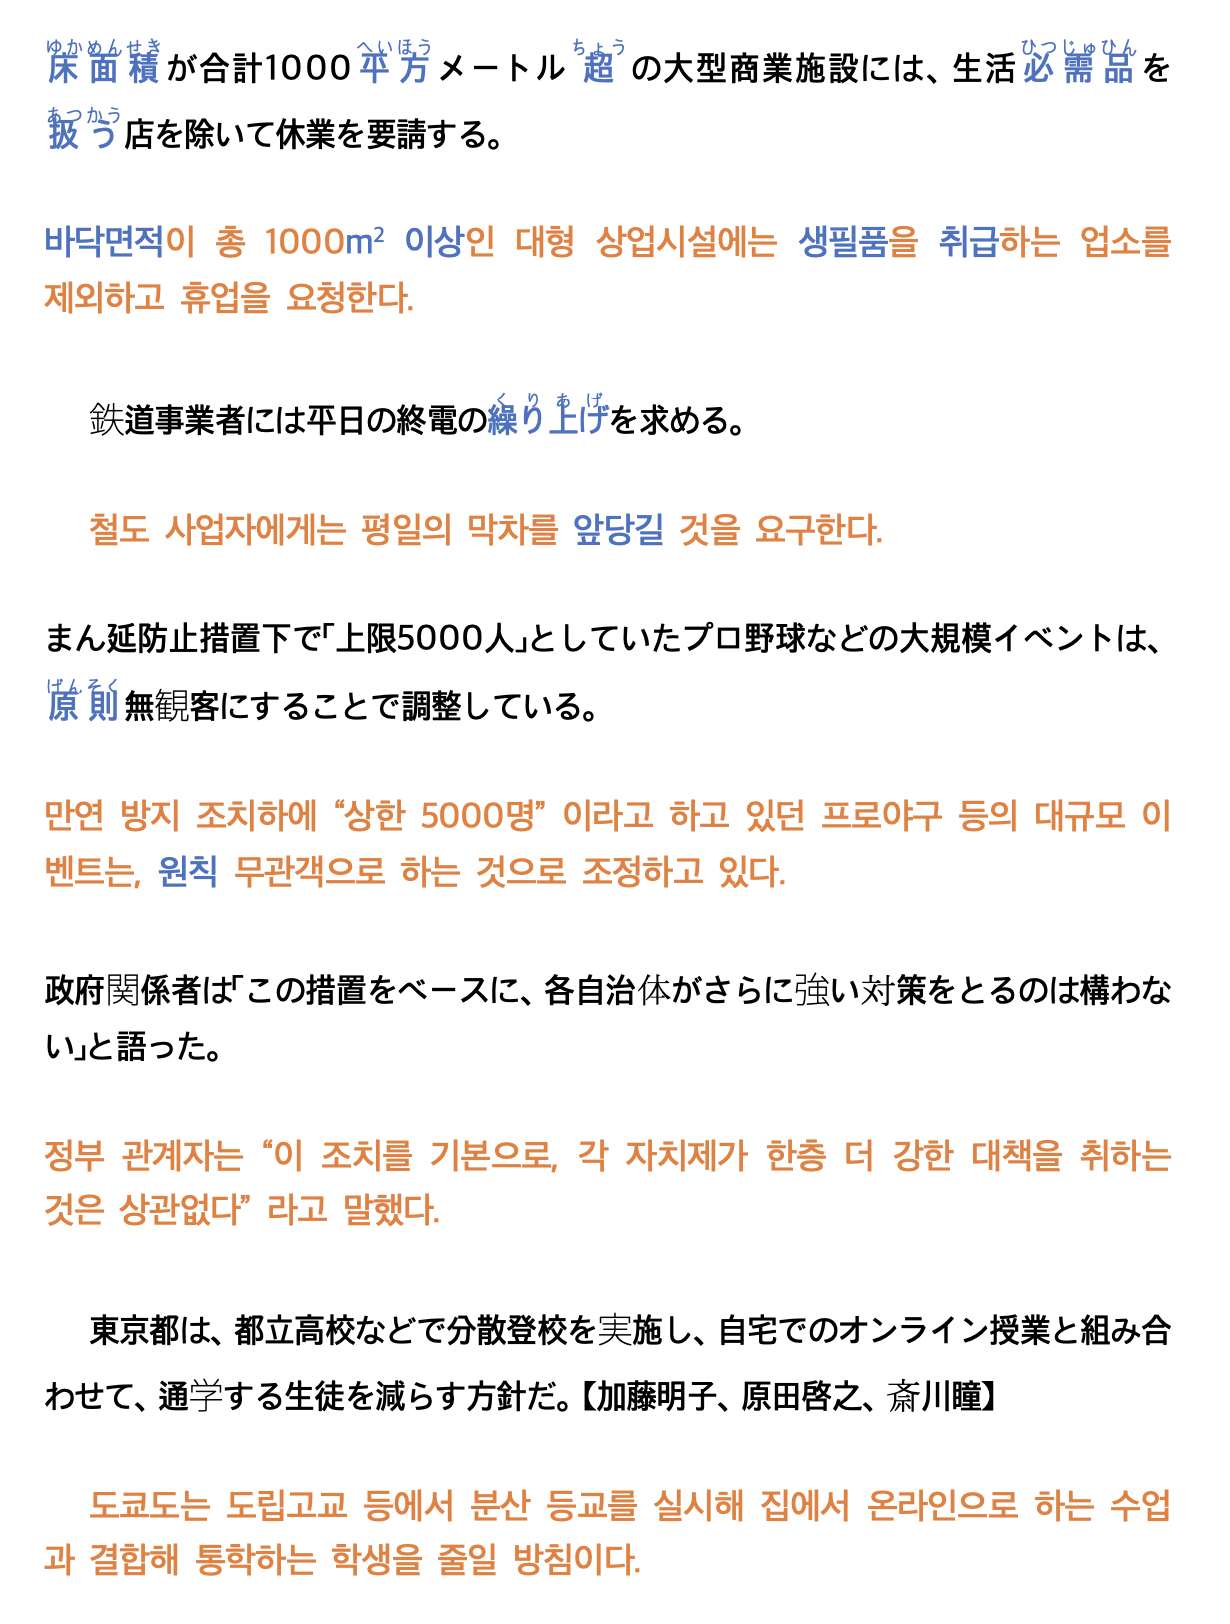 ゆかめんせき へいほう ちょう ひつじゅひん
床面積が合計1000平方メートル超の大型商業施設には、生活必需品を
あつかう
扱う店を除いて休業を要請する。
바닥면적이 총 1000m² 이상인 대형 상업시설에는 생필품을 취급하는 업소를
제외하고 휴업을 요청한다.
くりあげ
鉄道事業者には平日の終電の繰り上げを求める。
철도 사업자에게는 평일의 막차를 앞당길 것을 요구한다.
まん延防止措置下で「上限5000人」としていたプロ野球などの大規模イベントは、
げんそく
原則無観客にすることで調整している。
만연 방지 조치하에 “상한 5000명” 이라고 하고 있던 프로야구 등의 대규모 이
벤트는, 원칙 무관객으로 하는 것으로 조정하고 있다.
政府関係者は「この措置をベースに、各自治体がさらに強い対策をとるのは構わな
い」と語った。
정부 관계자는 “이 조치를 기본으로, 각 자치제가 한층 더 강한 대책을 취하는
것은 상관없다” 라고 말했다.
東京都は、都立高校などで分散登校を実施し、自宅でのオンライン授業と組み合
わせて、通学する生徒を減らす方針だ。【加藤明子、原田啓之、斎川瞳】
도쿄도는 도립고교 등에서 분산 등교를 실시해 집에서 온라인으로 하는 수업
과 결합해 통학하는 학생을 줄일 방침이다.